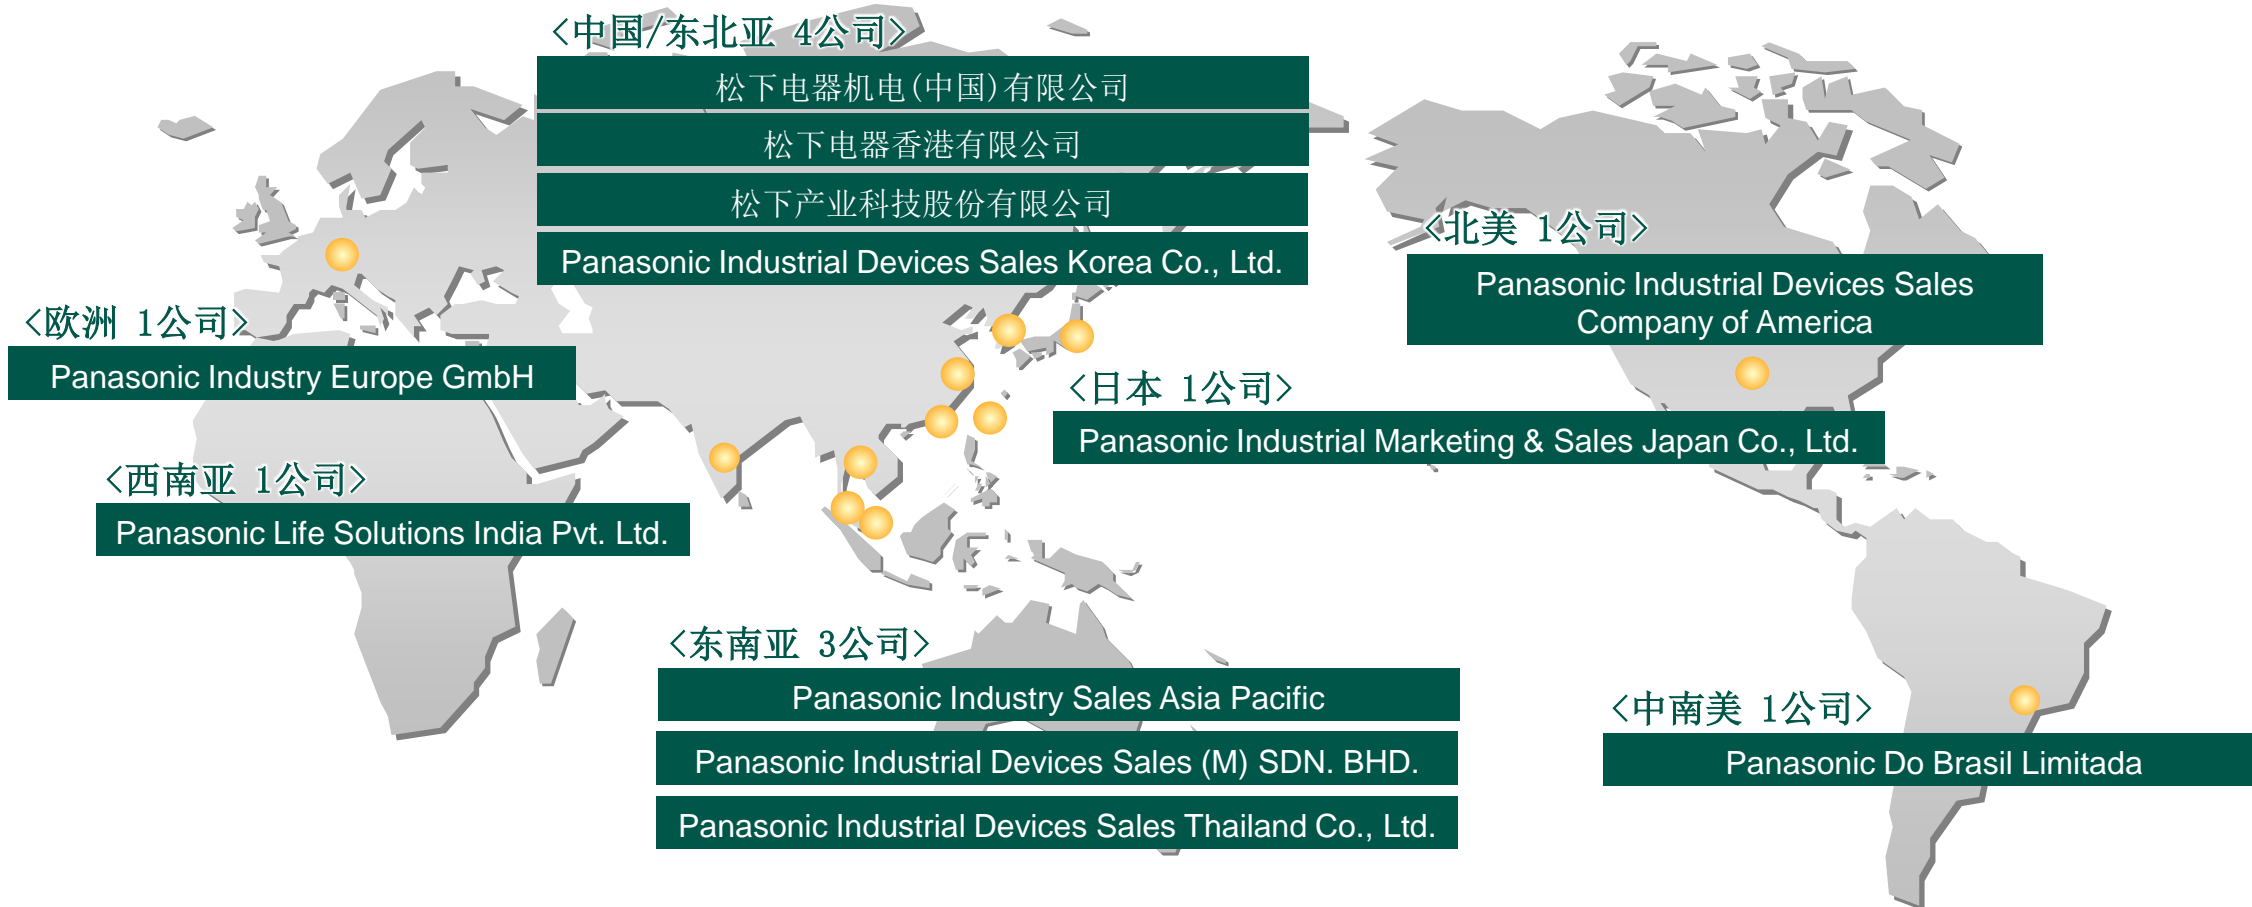 <中国/东北亚 4公司>
松下电器机电(中国)有限公司
松下电器香港有限公司
松下产业科技股份有限公司
Panasonic Industrial Devices Sales Korea Co., Ltd.
<北美 1公司>
Panasonic Industrial Devices Sales
Company of America
<欧洲 1公司>
Panasonic Industry Europe GmbH
<日本 1公司>
Panasonic Industrial Marketing & Sales Japan Co., Ltd.
<西南亚 1公司>
Panasonic Life Solutions India Pvt. Ltd.
<东南亚 3公司>
Panasonic Industry Sales Asia Pacific
Panasonic Industrial Devices Sales (M) SDN. BHD.
Panasonic Industrial Devices Sales Thailand Co., Ltd.
<中南美 1公司>
Panasonic Do Brasil Limitada